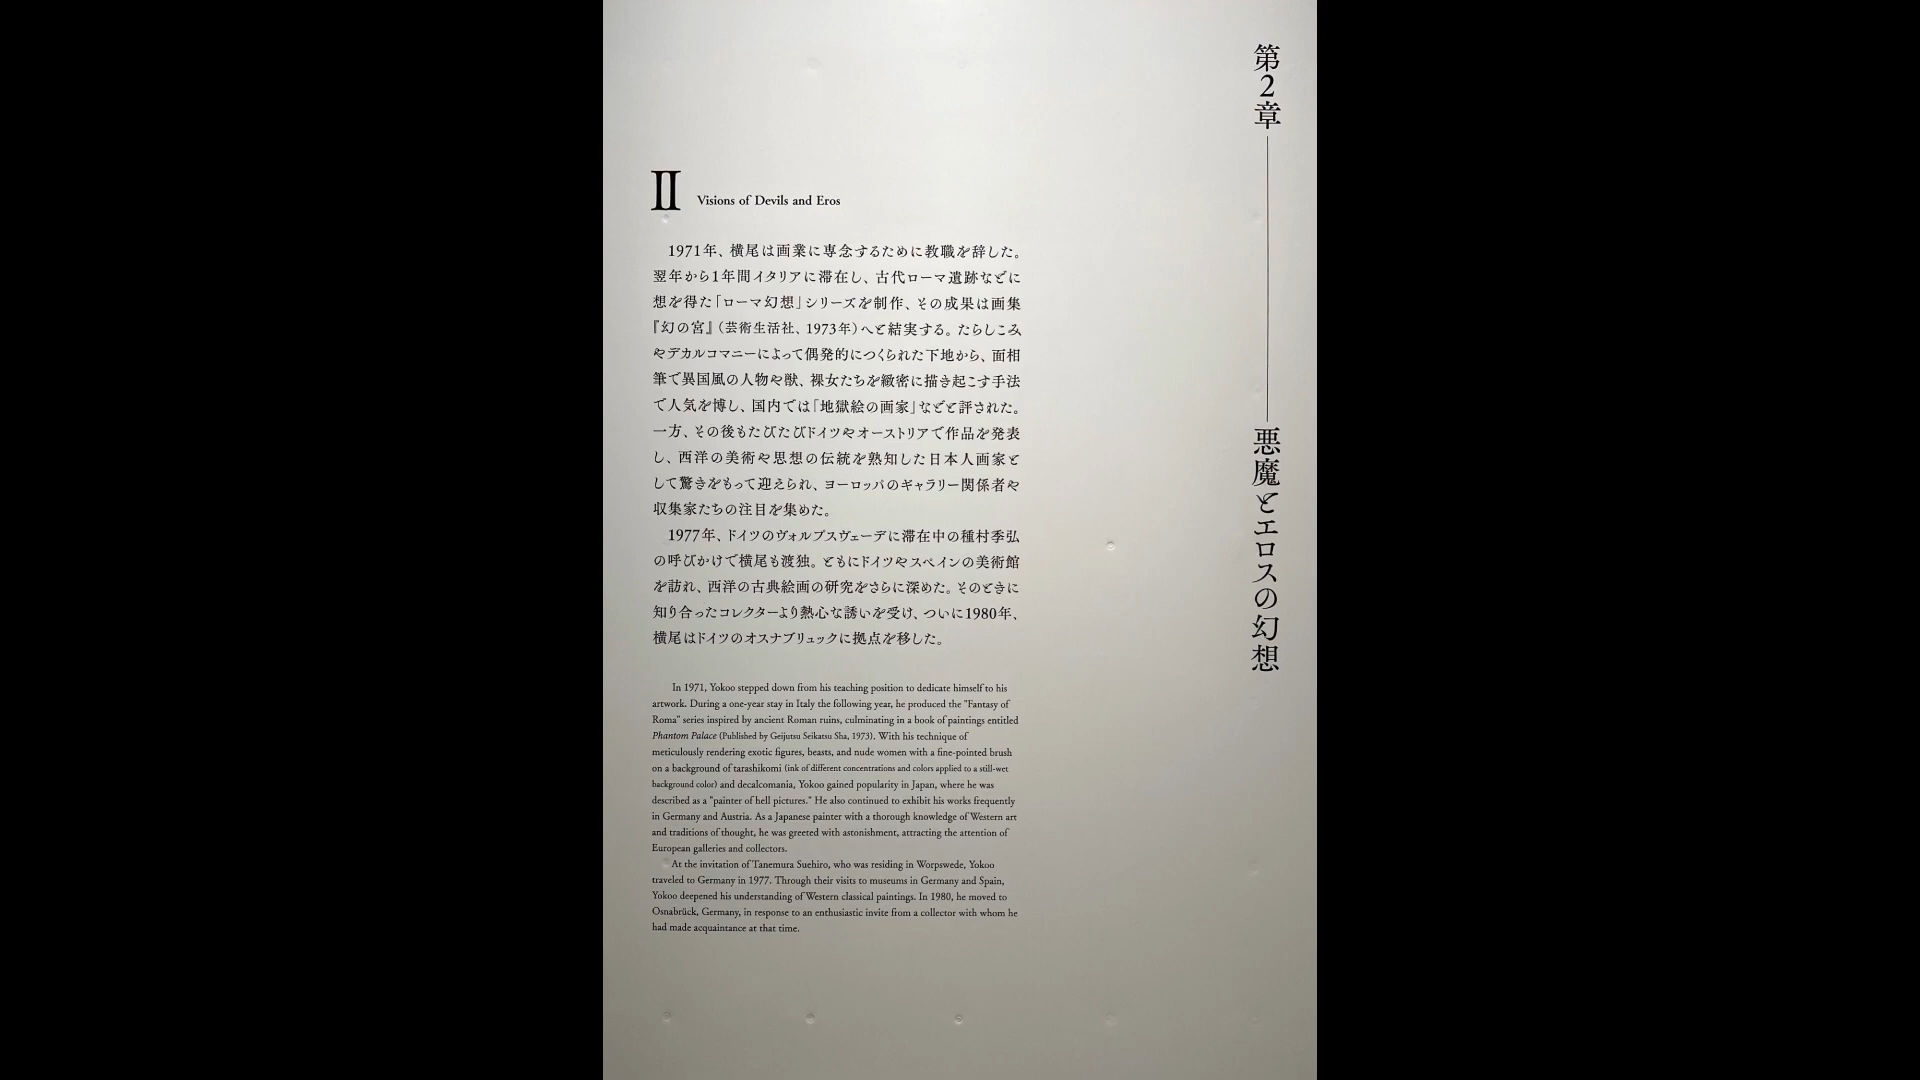 第2章 悪魔とエロスの幻想
II Visions of Devils and Eros
1971年、横尾は画業に専念するために教職を辞した。
翌年から1年間イタリアに滞在し、古代ローマ遺跡などに
想を得た「ローマ幻想」シリーズを制作、その成果は画集
『幻の宮』（芸術生活社、1973年）へと結実する。たらしこみ
やデカルコマニーによって偶発的につくられた下地から、面相
筆で異国風の人物や獣、裸女たちを緻密に描き起こす手法
で人気を博し、国内では「地獄絵の画家」などと評された。
一方、その後もたびたびドイツやオーストリアで作品を発表
し、西洋の美術や思想の伝統を熟知した日本人画家と
して驚きをもって迎えられ、ヨーロッパのギャラリー関係者や
収集家たちの注目を集めた。
1977年、ドイツのヴォルプスヴェーデに滞在中の種村季弘
の呼びかけで横尾も渡独。ともにドイツやスペインの美術館
を訪れ、西洋の古典絵画の研究をさらに深めた。そのときに
知り合ったコレクターより熱心な誘いを受け、ついに1980年、
横尾はドイツのオスナブリュックに拠点を移した。
In 1971, Yokoo stepped down from his teaching position to dedicate himself to his
artwork. During a one-year stay in Italy the following year, he produced the "Fantasy of
Roma" series inspired by ancient Roman ruins, culminating in a book of paintings entitled
Phantom Palace (Published by Geijutsu Seikatsu Sha, 1973). With his technique of
meticulously rendering exotic figures, beasts, and nude women with a fine-pointed brush
on a background of tarashikomi (ink of different concentrations and colors applied to a still-wet
background color) and decalcomania, Yokoo gained popularity in Japan, where he was
described as a "painter of hell pictures." He also continued to exhibit his works frequently
in Germany and Austria. As a Japanese painter with a thorough knowledge of Western art
and traditions of thought, he was greeted with astonishment, attracting the attention of
European galleries and collectors.
At the invitation of Tanemura Suehiro, who was residing in Worpswede, Yokoo
traveled to Germany in 1977. Through their visits to museums in Germany and Spain,
Yokoo deepened his understanding of Western classical paintings. In 1980, he moved to
Osnabrück, Germany, in response to an enthusiastic invite from a collector with whom he
had made acquaintance at that time.